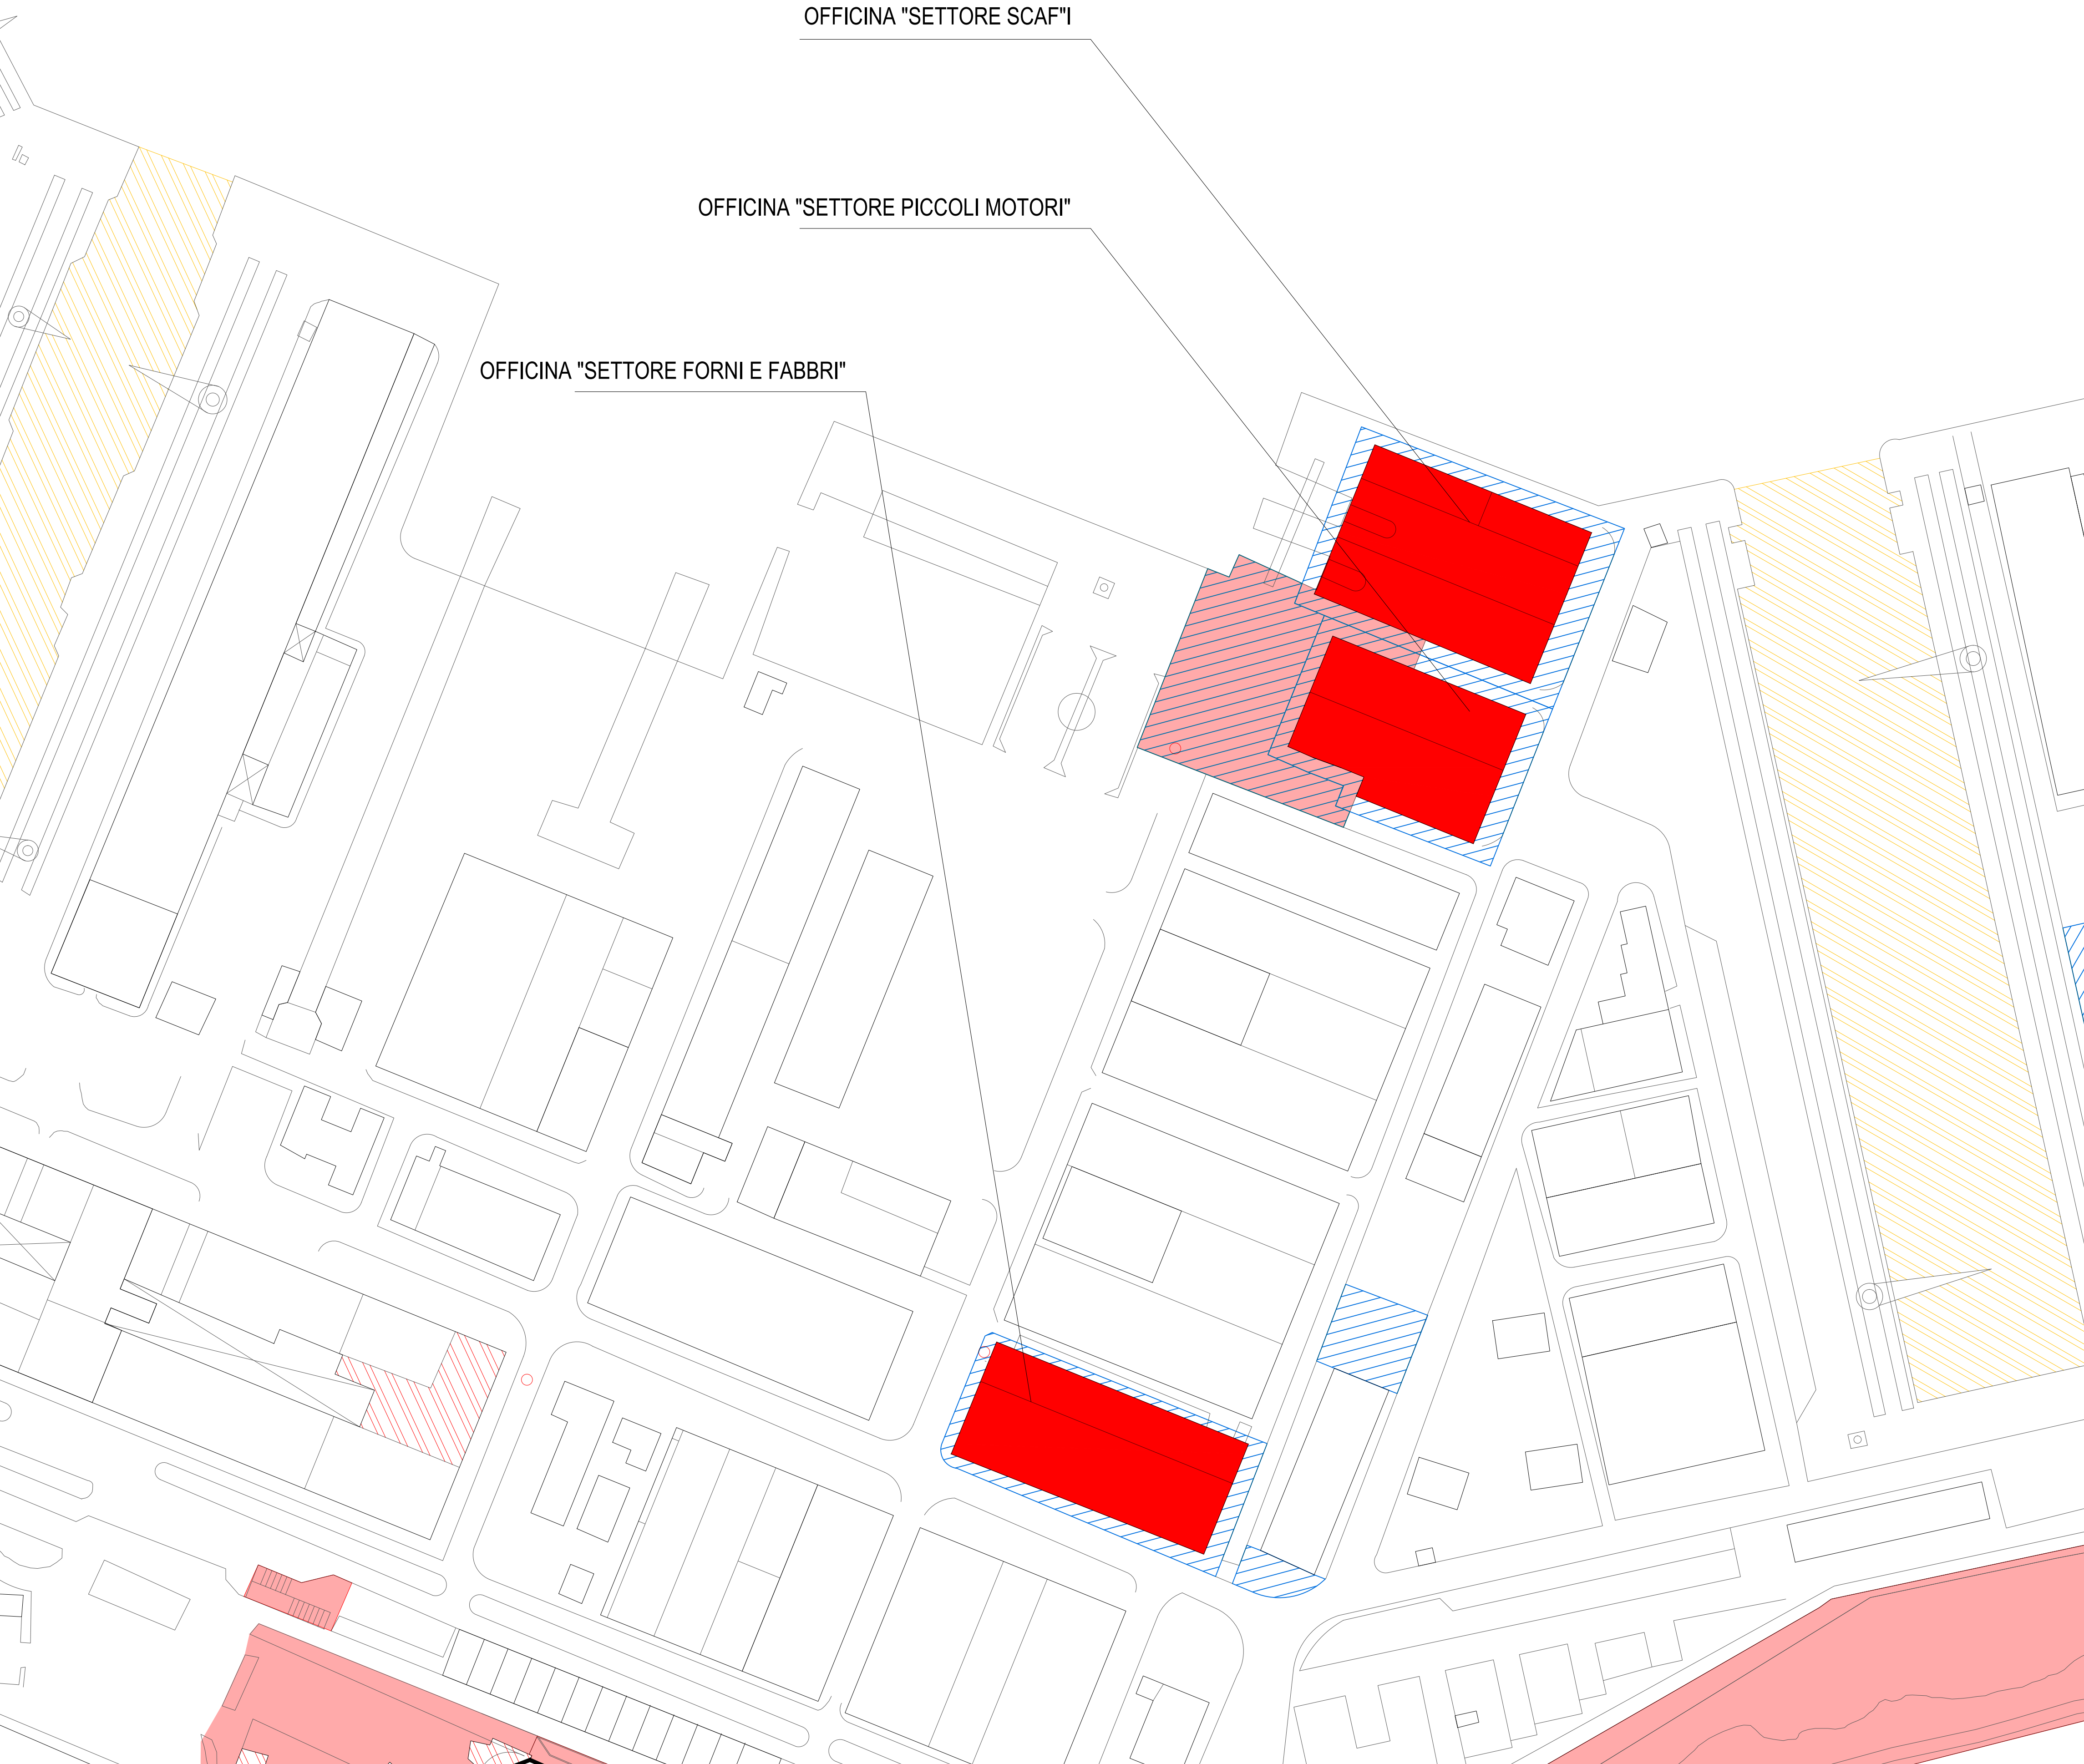 OFFICINA "SETTORE SCAF"I
OFFICINA "SETTORE PICCOLI MOTORI"
OFFICINA "SETTORE FORNI E FABBRI"